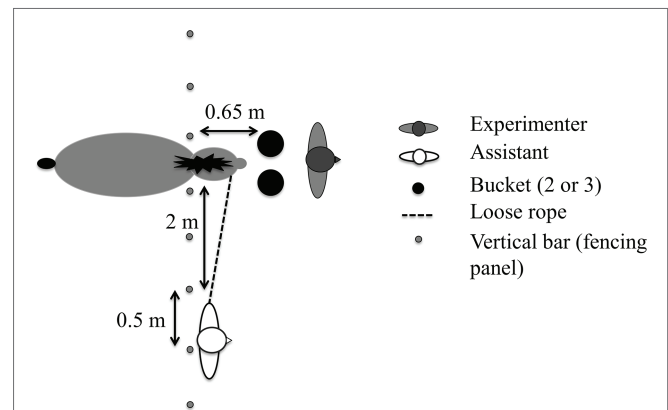 0.65 m
Experimenter
Assistant
Bucket (2 or 3)
2 m
Loose rope
Vertical bar (fencing
panel)
0.5 m